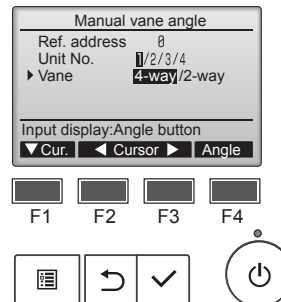 Manual vane angle
Ref. address 0
Unit No. 1/2/3/4
Vane 4-way/2-way
Input display:Angle button
▼Cur. ◀ Cursor ▶ Angle
F1 F2 F3 F4